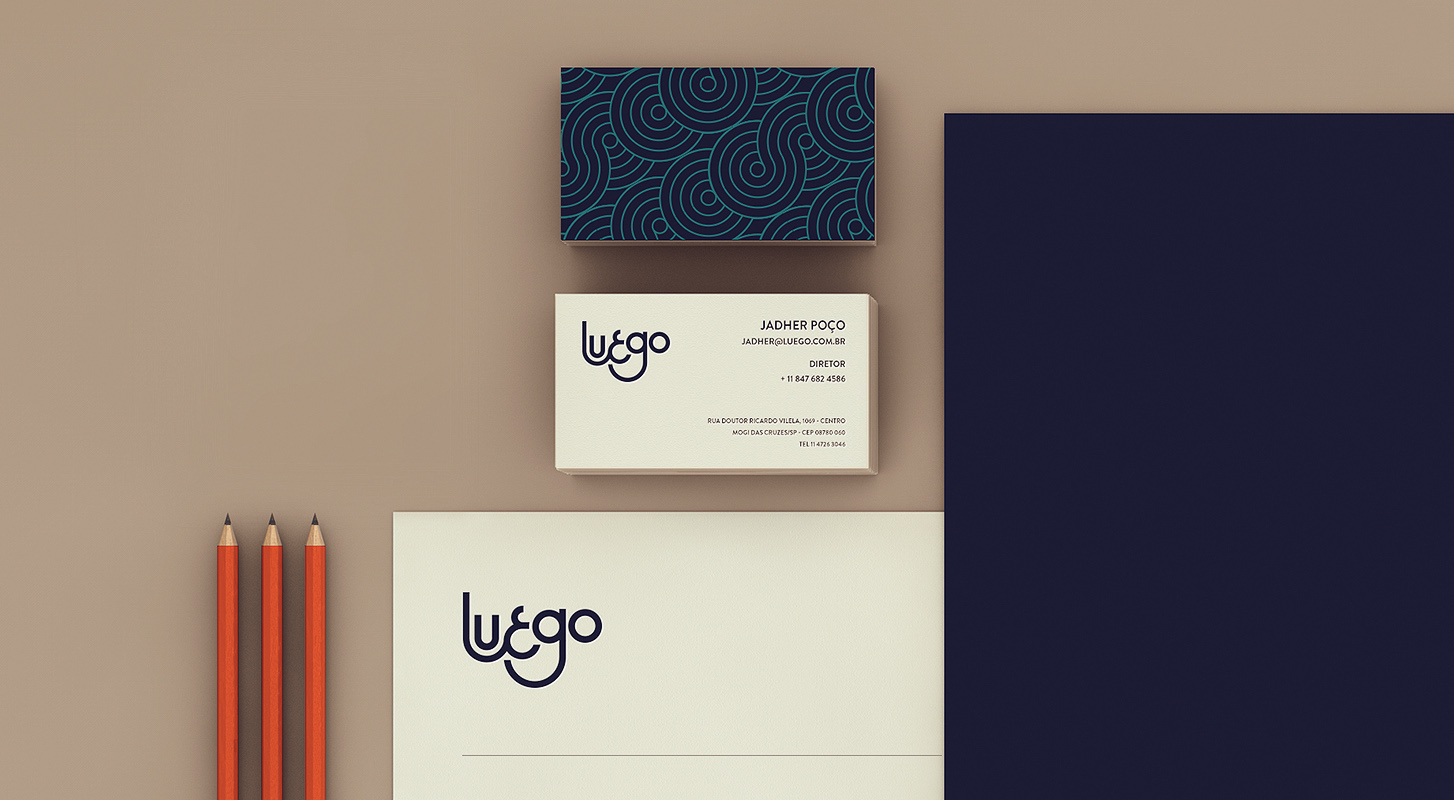 luego
JADHER POÇO
JADHER@LUEGO.COM.BR
DIRETOR
+ 11 847 682 4586
RUA DOUTOR RICARDO VILELA, 1069 - CENTRO
MOGI DAS CRUZES/SP - CEP 08780 060
TEL 11 4726 3046
luego